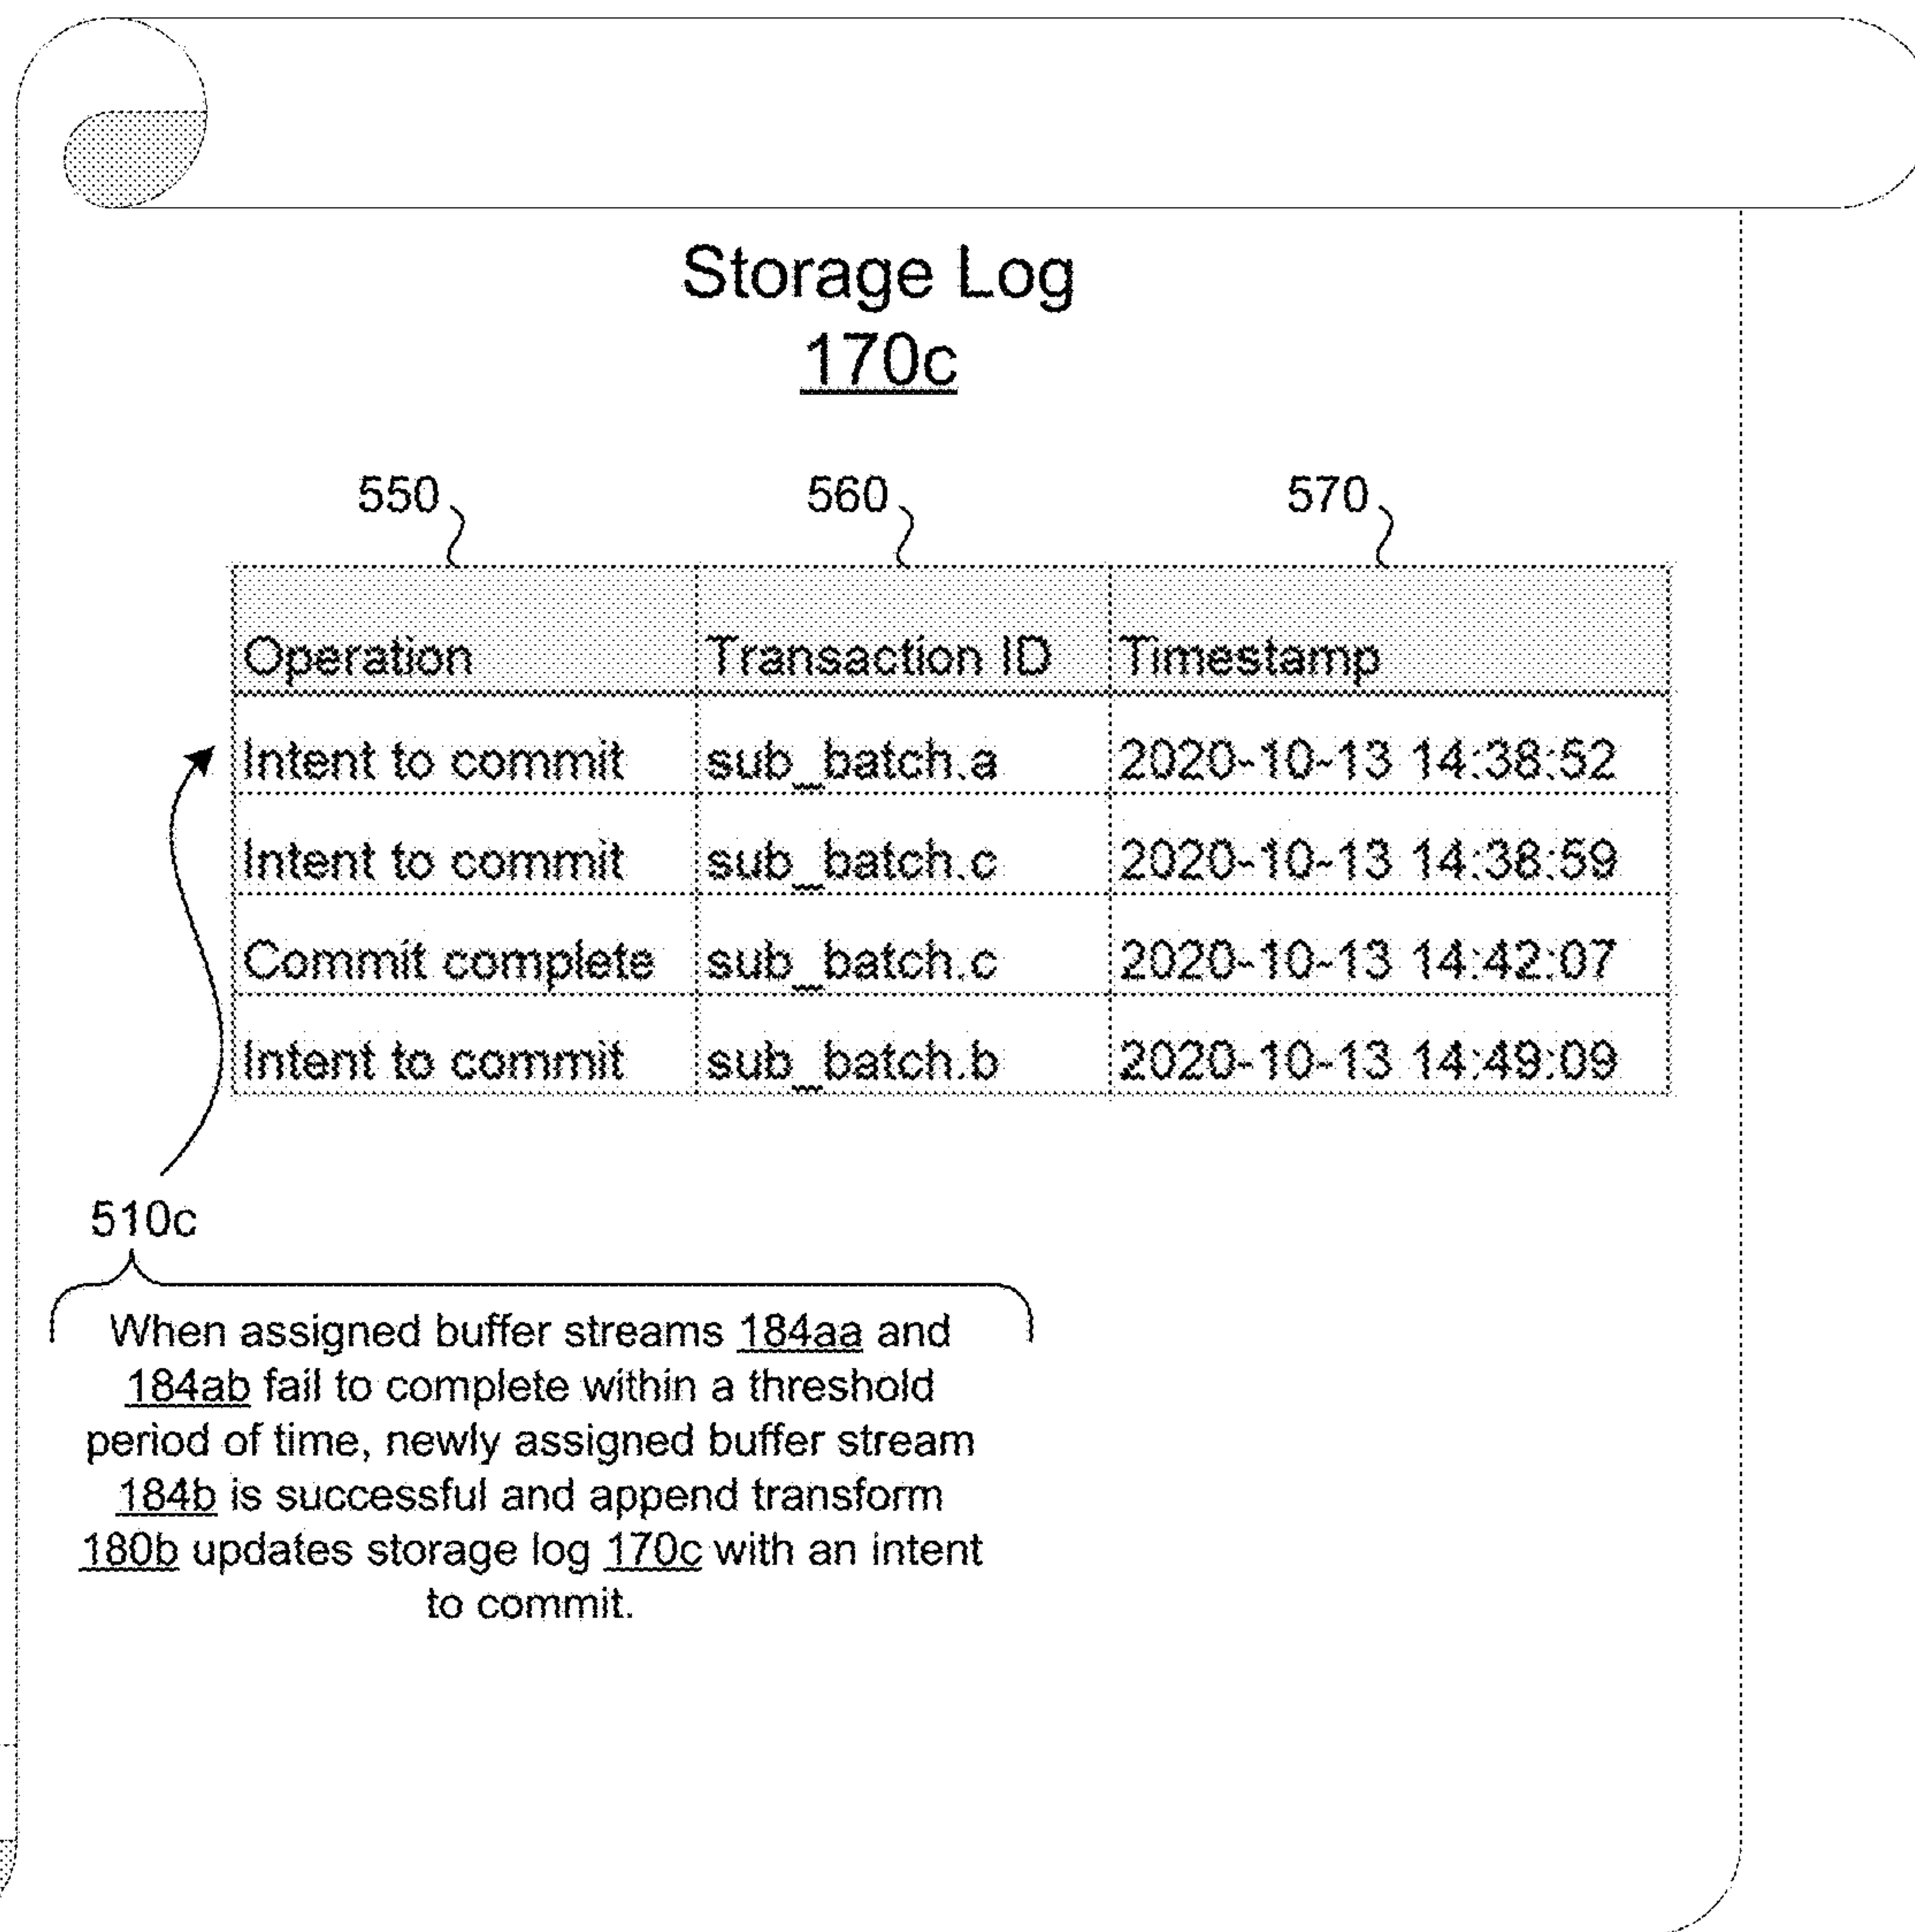 Storage Log
170c
550 560 570
Operation Transaction ID Timestamp
Intent to commit sub_batch.a 2020-10-13 14:38:52
Intent to commit sub_batch.c 2020-10-13 14:38:59
Commit complete sub_batch.c 2020-10-13 14:42:07
Intent to commit sub_batch.b 2020-10-13 14:49:09
510c
When assigned buffer streams 184aa and
184ab fail to complete within a threshold
period of time, newly assigned buffer stream
184b is successful and append transform
180b updates storage log 170c with an intent
to commit.